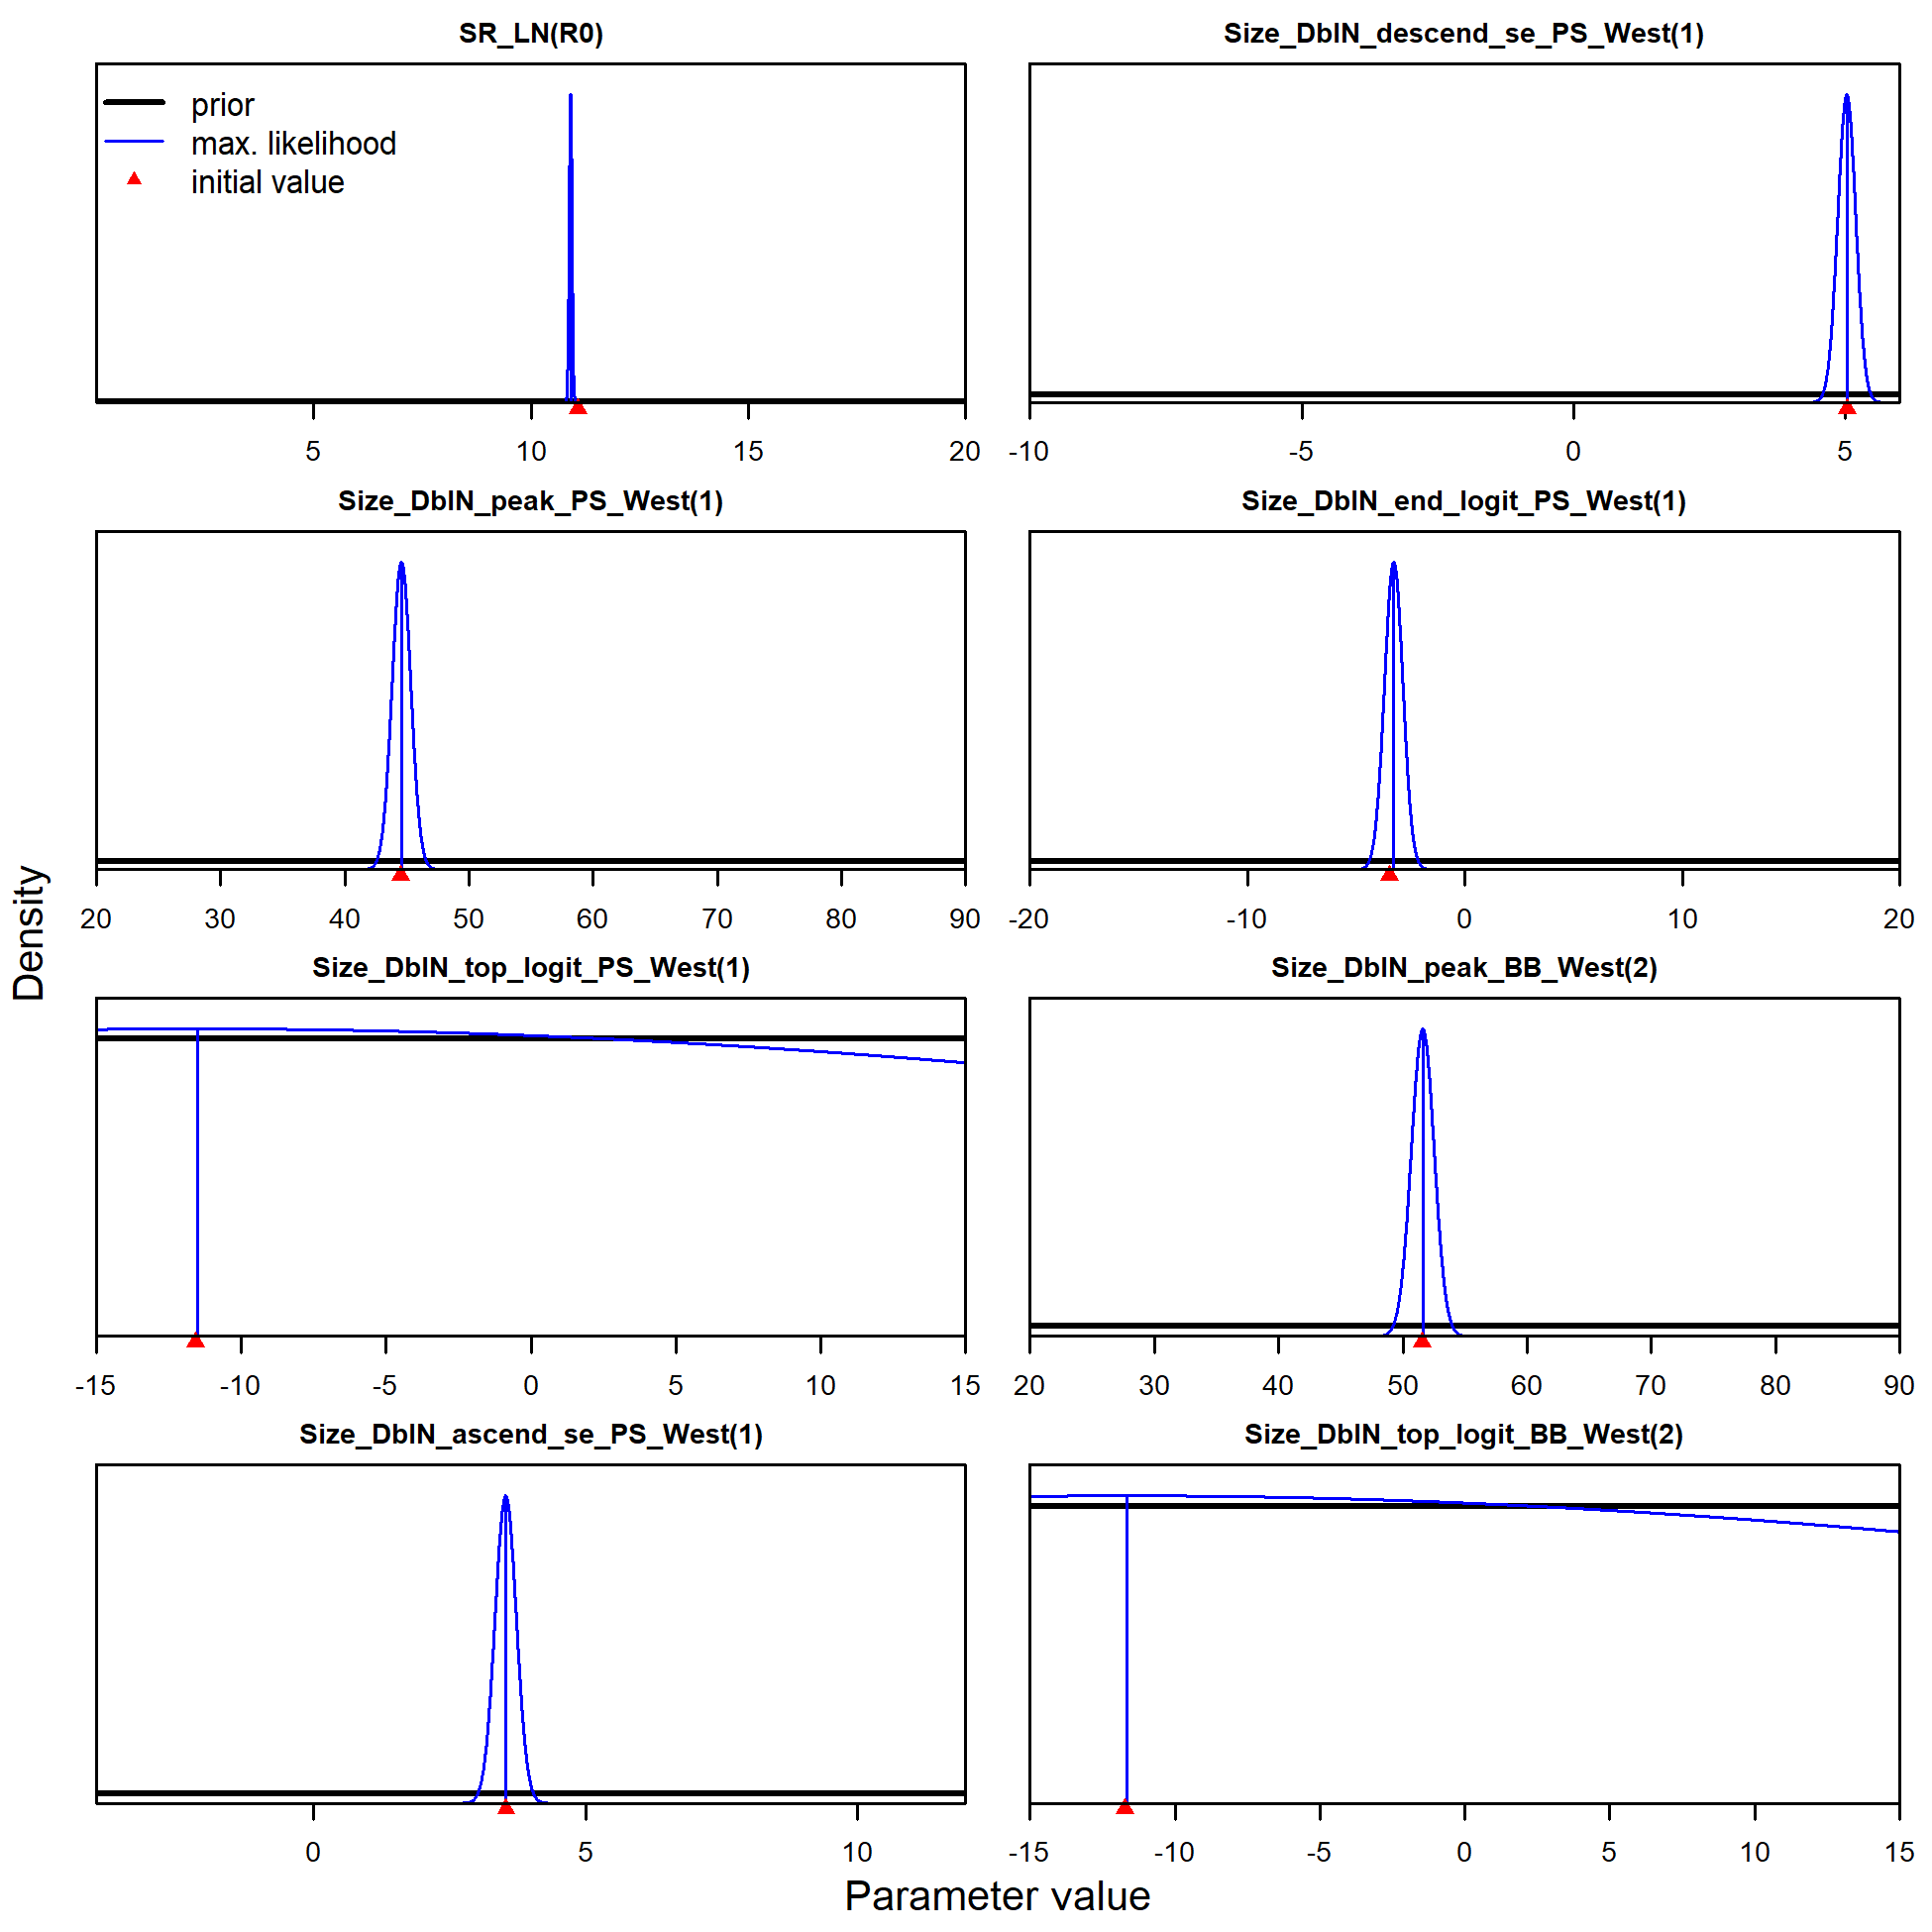 SR_LN(R0)
prior
max. likelihood
initial value
5 10 15 20
Size_DblN_descend_se_PS_West(1)
-10 -5 0 5
Size_DblN_peak_PS_West(1)
20 30 40 50 60 70 80 90
Size_DblN_end_logit_PS_West(1)
-20 -10 0 10 20
Size_DblN_top_logit_PS_West(1)
-15 -10 -5 0 5 10 15
Size_DblN_peak_BB_West(2)
20 30 40 50 60 70 80 90
Size_DblN_ascend_se_PS_West(1)
0 5 10
Size_DblN_top_logit_BB_West(2)
-15 -10 -5 0 5 10 15
Density
Parameter value